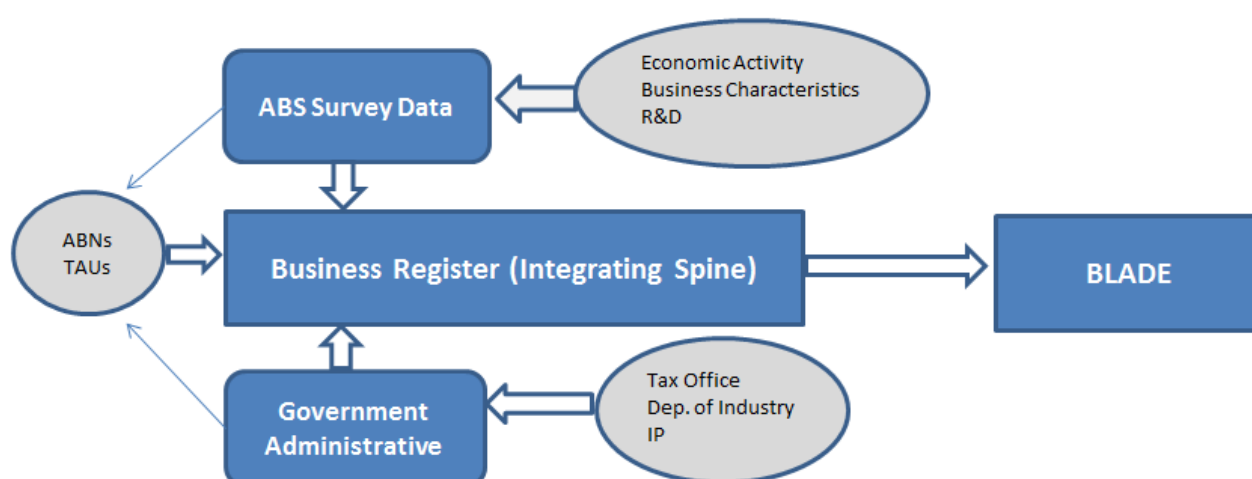 ABS Survey Data
Economic Activity
Business Characteristics
R&D
ABNs
TAUs
Business Register (Integrating Spine)
BLADE
Government
Administrative
Tax Office
Dep. of Industry
IP